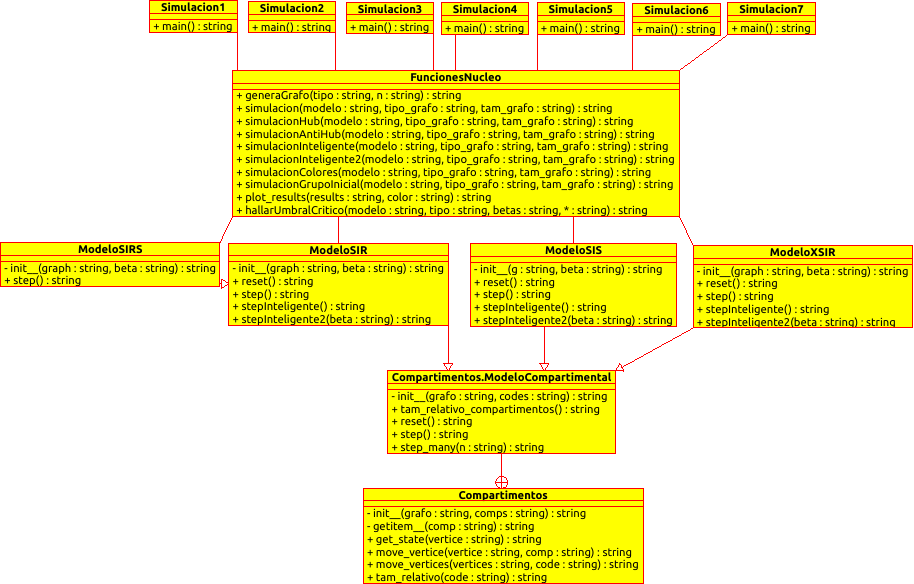 Simulacion1
+ main() : string
Simulacion2
+ main() : string
Simulacion3
+ main() : string
Simulacion4
+ main() : string
Simulacion5
+ main() : string
Simulacion6
+ main() : string
Simulacion7
+ main() : string
FuncionesNucleo
+ generaGrafo(tipo : string, n : string) : string
+ simulacion(modelo : string, tipo_grafo : string, tam_grafo : string) : string
+ simulacionHub(modelo : string, tipo_grafo : string, tam_grafo : string) : string
+ simulacionAntiHub(modelo : string, tipo_grafo : string, tam_grafo : string) : string
+ simulacionInteligente(modelo : string, tipo_grafo : string, tam_grafo : string) : string
+ simulacionInteligente2(modelo : string, tipo_grafo : string, tam_grafo : string) : string
+ simulacionColores(modelo : string, tipo_grafo : string, tam_grafo : string) : string
+ simulacionGrupoInicial(modelo : string, tipo_grafo : string, tam_grafo : string) : string
+ plot_results(results : string, color : string) : string
+ hallarUmbralCritico(modelo : string, tipo : string, betas : string, * : string) : string
ModeloSIRS
- init__(graph : string, beta : string) : string
+ step() : string
ModeloSIR
- init__(graph : string, beta : string) : string
+ reset() : string
+ step() : string
+ stepInteligente() : string
+ stepInteligente2(beta : string) : string
ModeloSIS
- init__(g : string, beta : string) : string
+ reset() : string
+ step() : string
+ stepInteligente() : string
+ stepInteligente2(beta : string) : string
ModeloXSIR
- init__(graph : string, beta : string) : string
+ reset() : string
+ step() : string
+ stepInteligente() : string
+ stepInteligente2(beta : string) : string
Compartimentos.ModeloCompartimental
- init__(grafo : string, codes : string) : string
+ tam_relativo_compartimentos() : string
+ reset() : string
+ step() : string
+ step_many(n : string) : string
Compartimentos
- init__(grafo : string, comps : string) : string
- getitem__(comp : string) : string
+ get_state(vertice : string) : string
+ move_vertice(vertice : string, comp : string) : string
+ move_vertices(vertices : string, code : string) : string
+ tam_relativo(code : string) : string